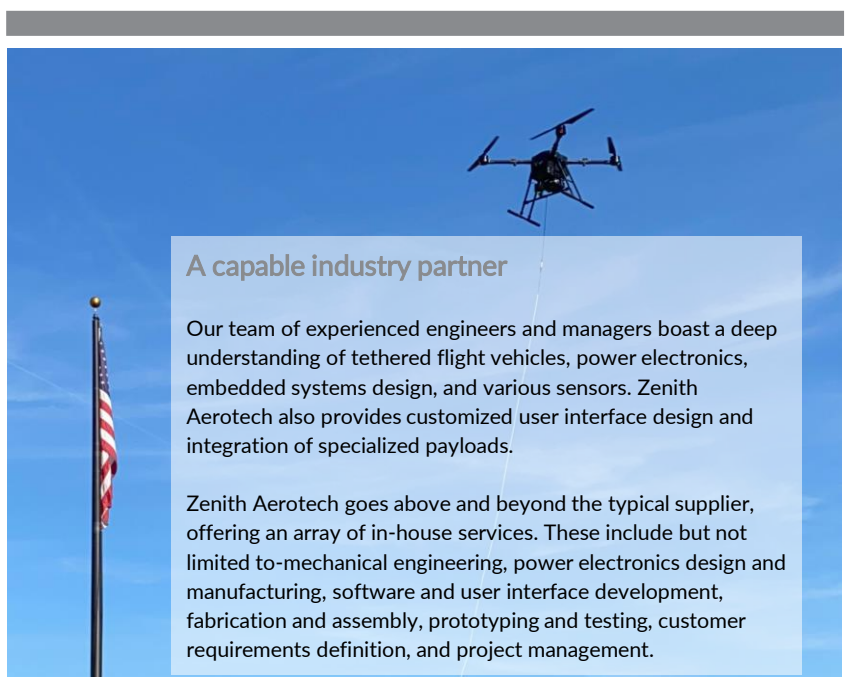 A capable industry partner
Our team of experienced engineers and managers boast a deep
understanding of tethered flight vehicles, power electronics,
embedded systems design, and various sensors. Zenith
Aerotech also provides customized user interface design and
integration of specialized payloads.
Zenith Aerotech goes above and beyond the typical supplier,
offering an array of in-house services. These include but not
limited to-mechanical engineering, power electronics design and
manufacturing, software and user interface development,
fabrication and assembly, prototyping and testing, customer
requirements definition, and project management.